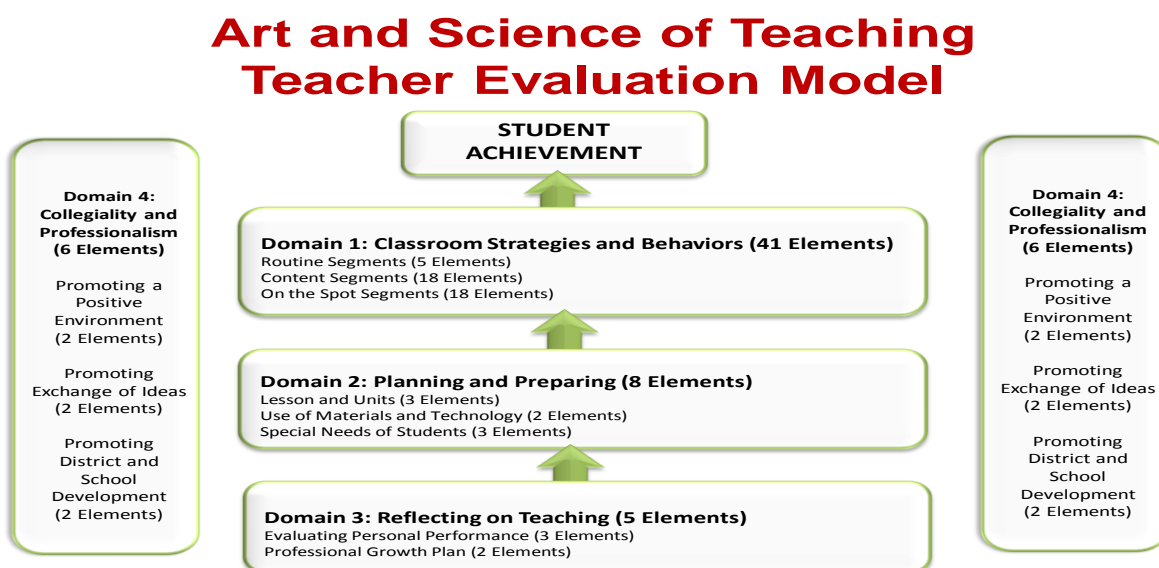 Art and Science of Teaching
Teacher Evaluation Model
STUDENT
ACHIEVEMENT
Domain 4:
Collegiality and
Professionalism
(6 Elements)
Promoting a
Positive
Environment
(2 Elements)
Promoting
Exchange of Ideas
(2 Elements)
Promoting
District and
School
Development
(2 Elements)
Domain 1: Classroom Strategies and Behaviors (41 Elements)
Routine Segments (5 Elements)
Content Segments (18 Elements)
On the Spot Segments (18 Elements)
Domain 2: Planning and Preparing (8 Elements)
Lesson and Units (3 Elements)
Use of Materials and Technology (2 Elements)
Special Needs of Students (3 Elements)
Domain 3: Reflecting on Teaching (5 Elements)
Evaluating Personal Performance (3 Elements)
Professional Growth Plan (2 Elements)
Domain 4:
Collegiality and
Professionalism
(6 Elements)
Promoting a
Positive
Environment
(2 Elements)
Promoting
Exchange of Ideas
(2 Elements)
Promoting
District and
School
Development
(2 Elements)